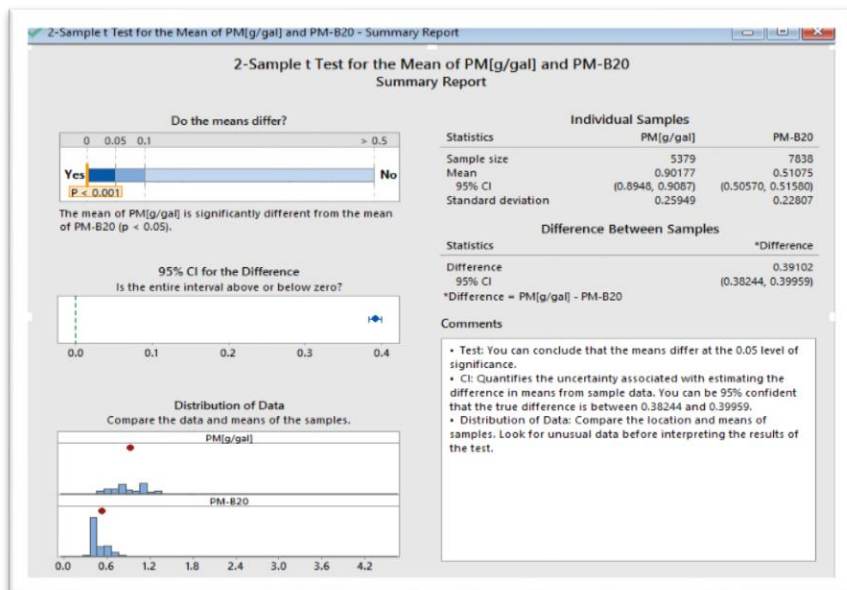 2-Sample t Test for the Mean of PM[g/gal] and PM-B20 - Summary Report
2-Sample t Test for the Mean of PM[g/gal] and PM-B20
Summary Report
Do the means differ?
0 0.05 0.1 > 0.5
Yes No
P < 0.001
The mean of PM[g/gal] is significantly different from the mean
of PM-B20 (p < 0.05).
95% CI for the Difference
Is the entire interval above or below zero?
0.0 0.1 0.2 0.3 0.4
Distribution of Data
Compare the data and means of the samples.
PM[g/gal]
PM-B20
0.0 0.6 1.2 1.8 2.4 3.0 3.6 4.2
Individual Samples
Statistics PM[g/gal] PM-B20
Sample size 5379 7838
Mean 0.90177 0.51075
95% CI (0.8948, 0.9087) (0.50570, 0.51580)
Standard deviation 0.25949 0.22807
Difference Between Samples
Statistics *Difference
Difference 0.39102
95% CI (0.38244, 0.39959)
*Difference = PM[g/gal] - PM-B20
Comments
• Test: You can conclude that the means differ at the 0.05 level of
significance.
• CI: Quantifies the uncertainty associated with estimating the
difference in means from sample data. You can be 95% confident
that the true difference is between 0.38244 and 0.39959.
• Distribution of Data: Compare the location and means of
samples. Look for unusual data before interpreting the results of
the test.